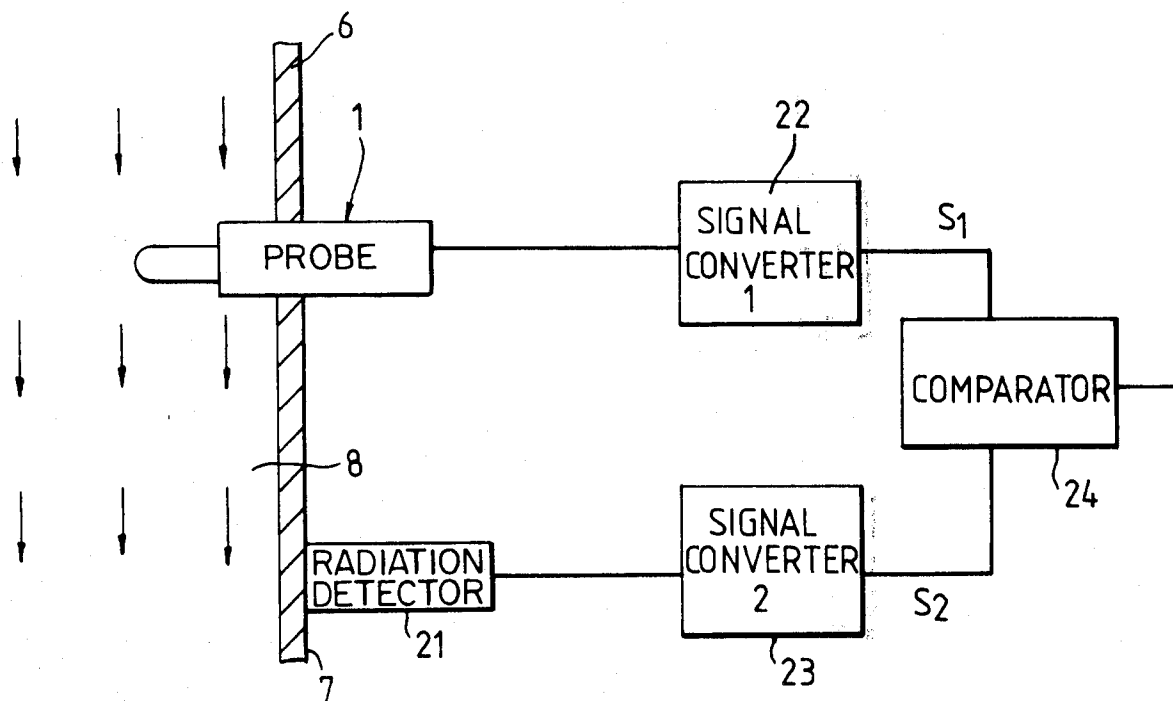 6
1
PROBE
22
SIGNAL
CONVERTER
1
S1
COMPARATOR
24
8
RADIATION
DETECTOR
21
7
SIGNAL
CONVERTER
2
23
S2